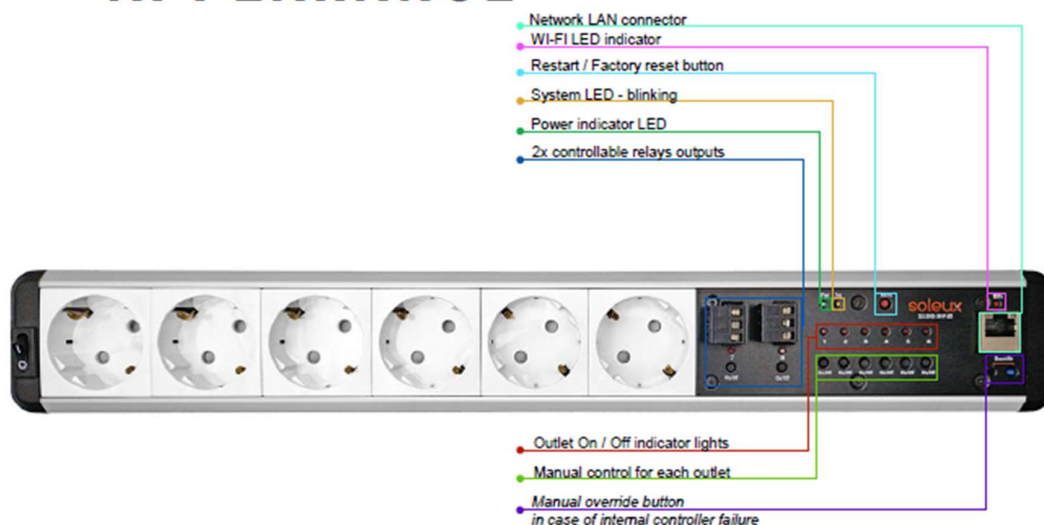 Network LAN connector
WI-FI LED indicator
Restart / Factory reset button
System LED - blinking
Power indicator LED
2x controllable relays outputs
soleux
Outlet On / Off indicator lights
Manual control for each outlet
Manual override button
in case of internal controller failure